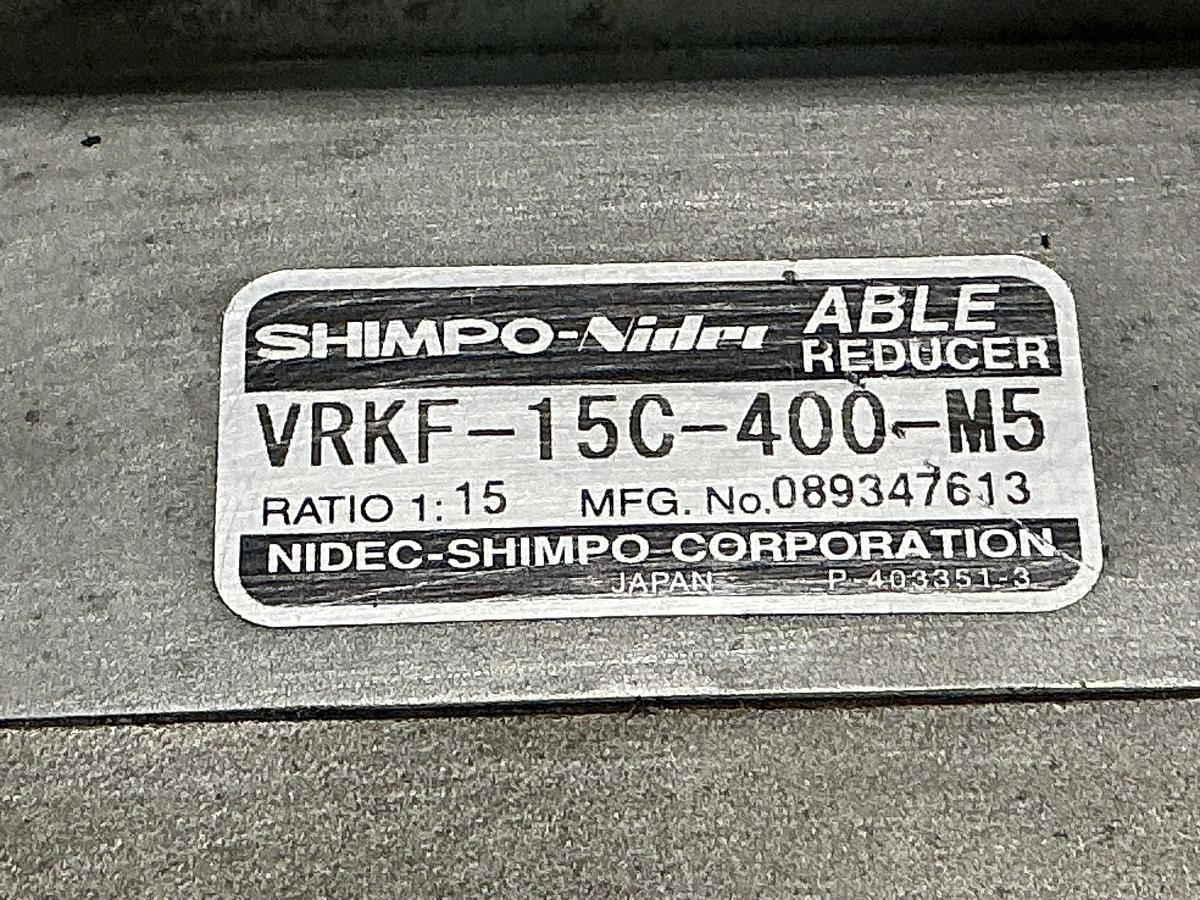 SHIMPO-Nidec ABLE
REDUCER
VRKF-15C-400-M5
RATIO 1:15 MFG. No.089347613
NIDEC-SHIMPO CORPORATION
JAPAN P-403351-3